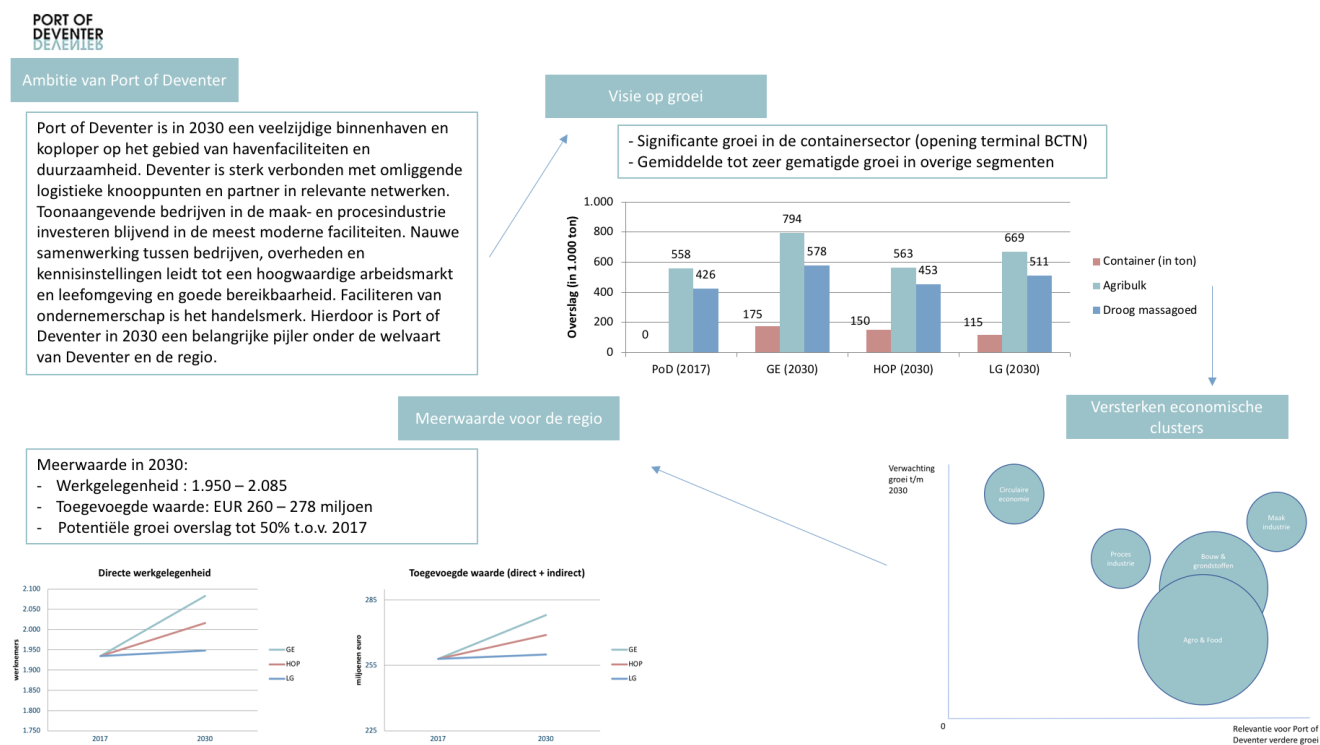 PORT OF
DEVENTER
DEVENTER
Ambitie van Port of Deventer
Port of Deventer is in 2030 een veelzijdige binnenhaven en
koploper op het gebied van havenfaciliteiten en
duurzaamheid. Deventer is sterk verbonden met omliggende
logistieke knooppunten en partner in relevante netwerken.
Toonaangevende bedrijven in de maak- en procesindustrie
investeren blijvend in de meest moderne faciliteiten. Nauwe
samenwerking tussen bedrijven, overheden en
kennisinstellingen leidt tot een hoogwaardige arbeidsmarkt
en leefomgeving en goede bereikbaarheid. Faciliteren van
ondernemerschap is het handelsmerk. Hierdoor is Port of
Deventer in 2030 een belangrijke pijler onder de welvaart
van Deventer en de regio.
Visie op groei
- Significante groei in de containersector (opening terminal BCTN)
- Gemiddelde tot zeer gematigde groei in overige segmenten
Overslag (in 1.000 ton)
1.000
800
600
400
200
0
0
558
426
175
794
578
150
563
453
115
669
511
PoD (2017)
GE (2030)
HOP (2030)
LG (2030)
Container (in ton)
Agribulk
Droog massagoed
Versterken economische
clusters
Verwachting
groei t/m
2030
Circulaire
economie
Maak
industrie
Proces
industrie
Bouw &
grondstoffen
Agro & Food
0
Relevantie voor Port of
Deventer verdere groei
Meerwaarde voor de regio
Meerwaarde in 2030:
- Werkgelegenheid : 1.950 – 2.085
- Toegevoegde waarde: EUR 260 – 278 miljoen
- Potentiële groei overslag tot 50% t.o.v. 2017
Directe werkgelegenheid
werknemers
2.100
2.050
2.000
1.950
1.900
1.850
1.800
1.750
2017
2030
GE
HOP
LG
Toegevoegde waarde (direct + indirect)
miljoenen euro
285
255
225
2017
2030
GE
HOP
LG